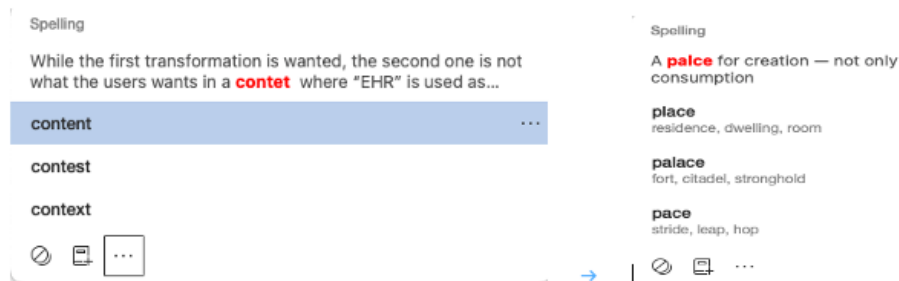 Spelling
While the first transformation is wanted, the second one is not
what the users wants in a contet where “EHR” is used as...
content
contest
context
Spelling
A palce for creation — not only
consumption
place
residence, dwelling, room
palace
fort, citadel, stronghold
pace
stride, leap, hop